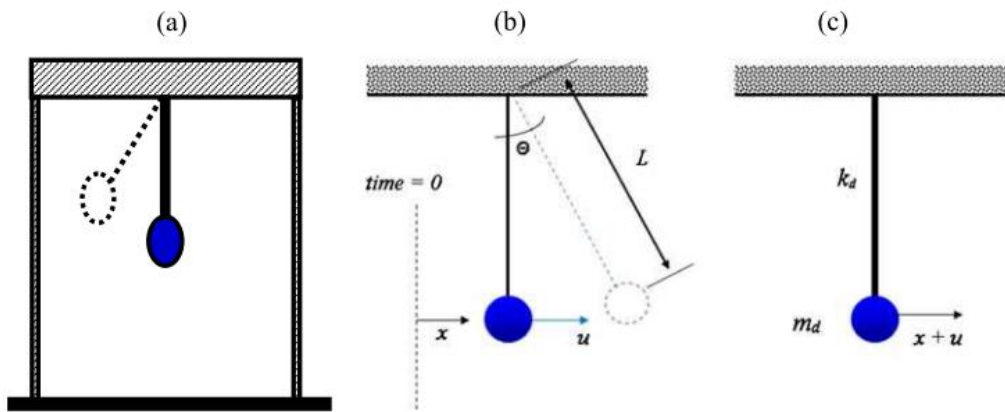 (a)
(b)
(c)
Θ
L
time = 0
x
u
k_d
m_d
x + u